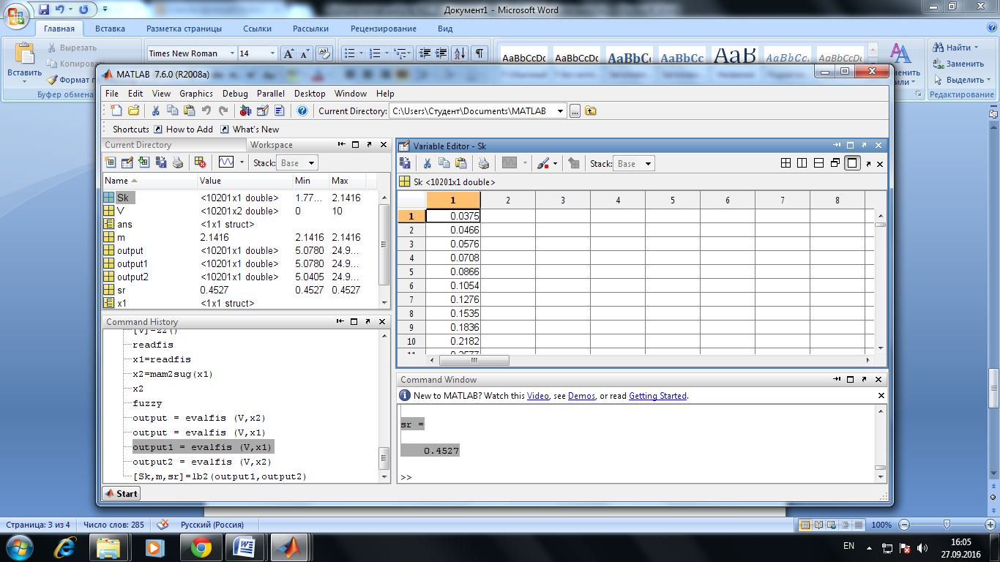 Документ1 - Microsoft Word
Главная Вставка Разметка страницы Ссылки Рассылки Рецензирование Вид
Вставить
Вырезать
Буфер обмена
Times New Roman 14
AaBbCcDc AaBbCcDc AaBbC AaBbCc AaB AaBbCc. AaBbCcDc
Найти
Заменить
Выделить
Редактирование
MATLAB 7.6.0 (R2008a)
File Edit View Graphics Debug Parallel Desktop Window Help
Current Directory: C:\Users\Студент\Documents\MATLAB
Shortcuts How to Add What's New
Current Directory Workspace
Stack: Base
Name Value Min Max
Sk <10201x1 double> 1.77... 2.1416
V <10201x2 double> 0 10
ans <1x1 struct>
m 2.1416 2.1416 2.1416
output <10201x1 double> 5.0780 24.9...
output1 <10201x1 double> 5.0780 24.9...
output2 <10201x1 double> 5.0405 24.9...
sr 0.4527 0.4527 0.4527
x1 <1x1 struct>
Command History
[V]=z2()
readfis
x1=readfis
x2=mam2sug(x1)
x2
fuzzy
output = evalfis (V,x2)
output = evalfis (V,x1)
output1 = evalfis (V,x1)
output2 = evalfis (V,x2)
[Sk,m,sr]=lb2(output1,output2)
Variable Editor - Sk
Stack: Base
Sk <10201x1 double>
1 2 3 4 5 6 7 8
1 0.0375
2 0.0466
3 0.0576
4 0.0708
5 0.0866
6 0.1054
7 0.1276
8 0.1535
9 0.1836
10 0.2182
11 0.2577
Command Window
New to MATLAB? Watch this Video, see Demos, or read Getting Started.
sr =
0.4527
>>
Start
Страница: 3 из 4 Число слов: 285 Русский (Россия) 100%
EN 16:05
27.09.2016